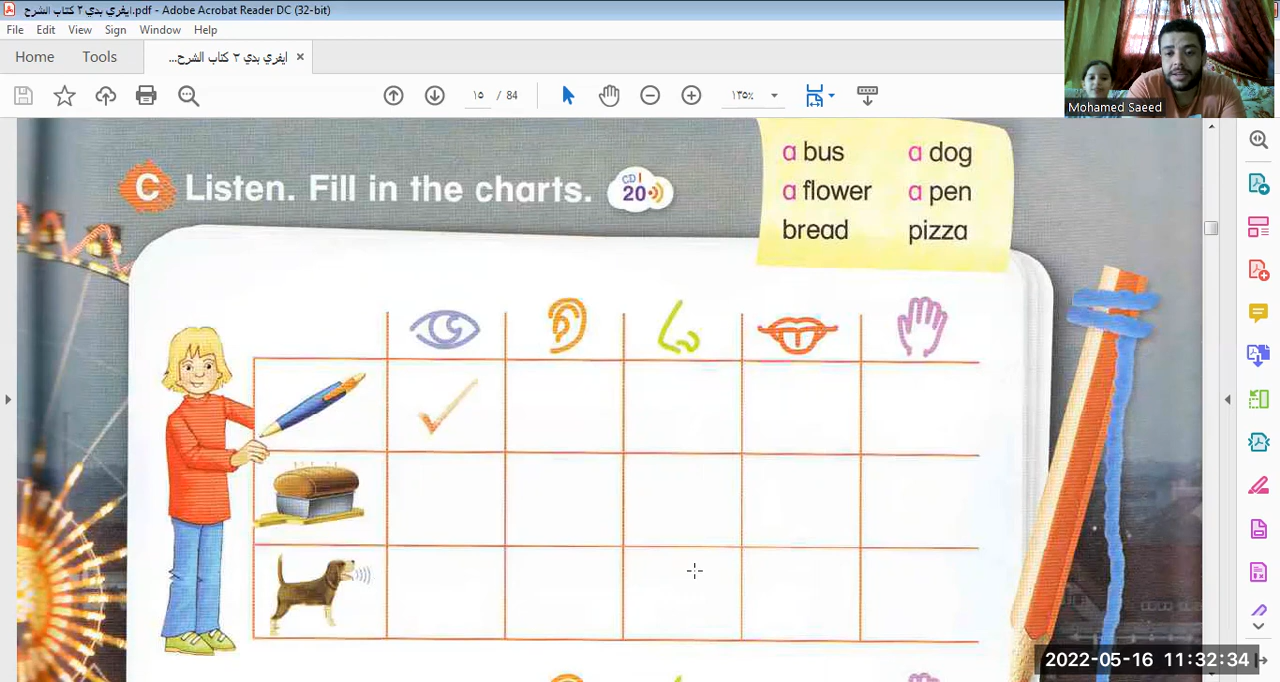 ايفري بدي ٣ كتاب الشرح.pdf - Adobe Acrobat Reader DC (32-bit)
File Edit View Sign Window Help
Home Tools ايفري بدي ٣ كتاب الشرح...
١٥ / 84 ١٣٥%
Mohamed Saeed
C Listen. Fill in the charts. CD1 20
a bus a dog
a flower a pen
bread pizza
2022-05-16 11:32:34